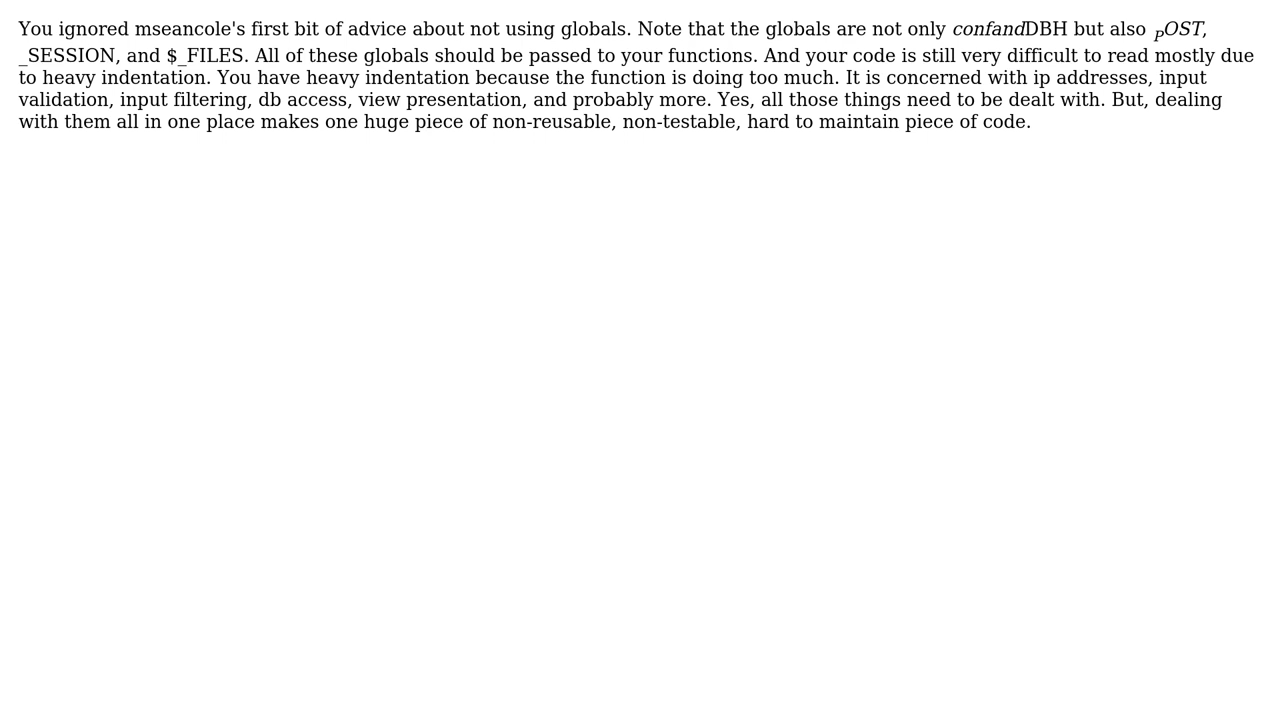 You ignored mseancole's first bit of advice about not using globals. Note that the globals are not only confandDBH but also POST,
_SESSION, and $_FILES. All of these globals should be passed to your functions. And your code is still very difficult to read mostly due
to heavy indentation. You have heavy indentation because the function is doing too much. It is concerned with ip addresses, input
validation, input filtering, db access, view presentation, and probably more. Yes, all those things need to be dealt with. But, dealing
with them all in one place makes one huge piece of non-reusable, non-testable, hard to maintain piece of code.